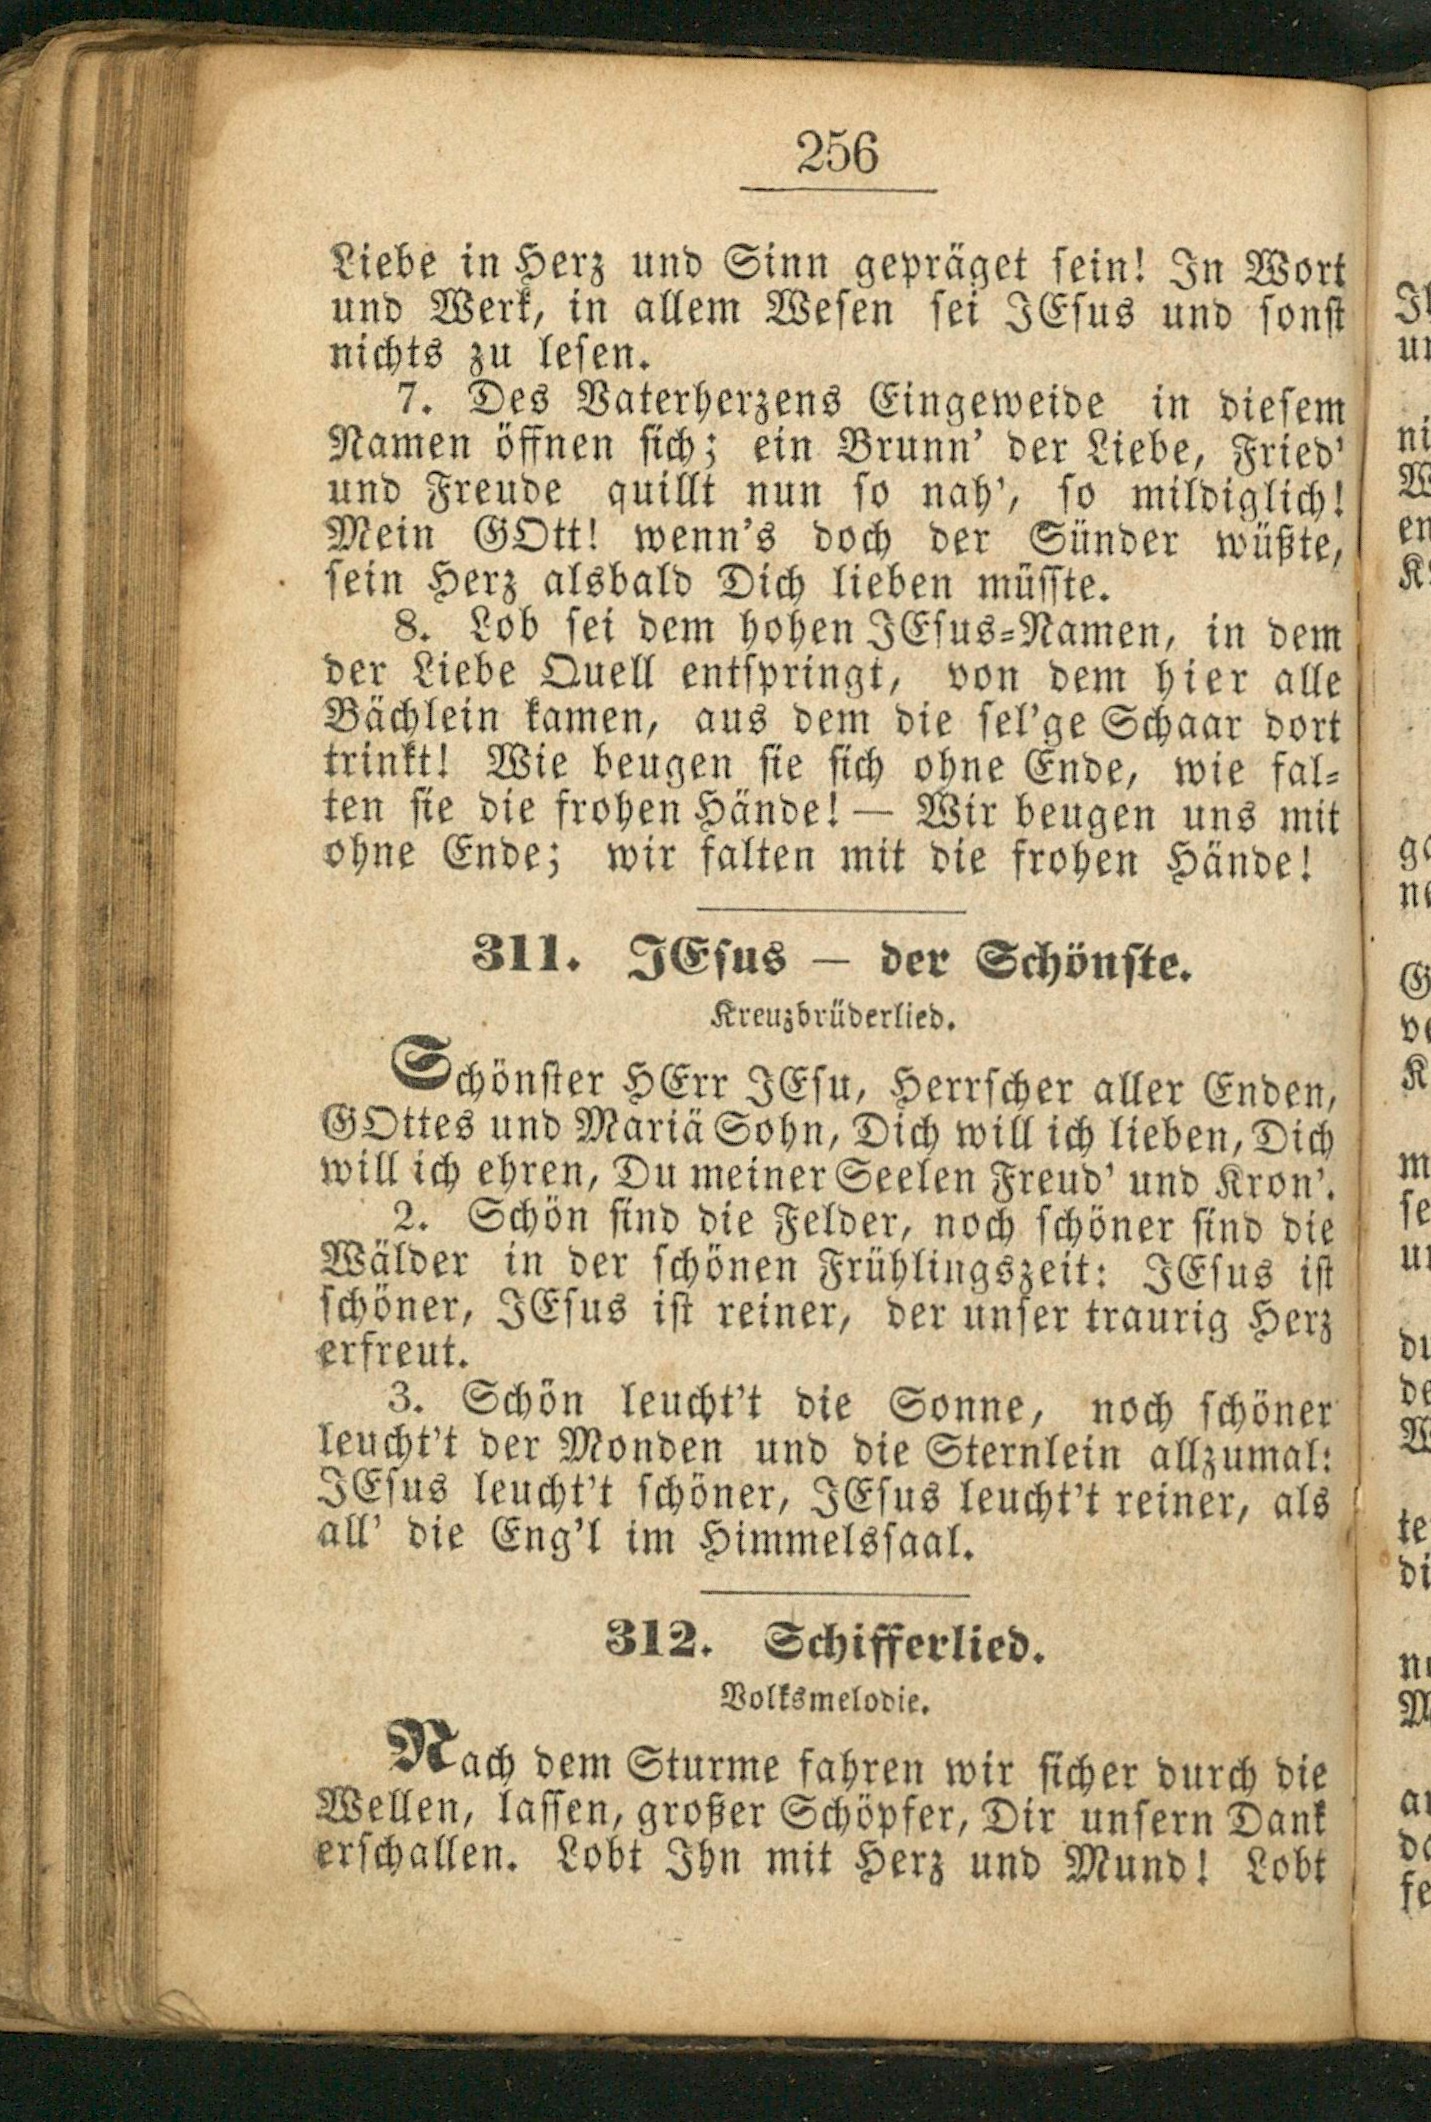 256
Liebe in Herz und Sinn gepräget sein! In Wort
und Werk, in allem Wesen sei JEsus und sonst
nichts zu lesen.
7. Des Vaterherzens Eingeweide in diesem
Namen öffnen sich; ein Brunn' der Liebe, Fried'
und Freude quillt nun so nah', so mildiglich!
Mein GOtt! wenn's doch der Sünder wüßte,
sein Herz alsbald Dich lieben müsste.
8. Lob sei dem hohen JEsus-Namen, in dem
der Liebe Quell entspringt, von dem hier alle
Bächlein kamen, aus dem die sel'ge Schaar dort
trinkt! Wie beugen sie sich ohne Ende, wie fal-
ten sie die frohen Hände! — Wir beugen uns mit
ohne Ende; wir falten mit die frohen Hände!
311. JEsus — der Schönste.
Kreuzbrüderlied.
Schönster HErr JEsu, Herrscher aller Enden,
GOttes und Mariä Sohn, Dich will ich lieben, Dich
will ich ehren, Du meiner Seelen Freud' und Kron'.
2. Schön sind die Felder, noch schöner sind die
Wälder in der schönen Frühlingszeit: JEsus ist
schöner, JEsus ist reiner, der unser traurig Herz
erfreut.
3. Schön leucht't die Sonne, noch schöner
leucht't der Monden und die Sternlein allzumal:
JEsus leucht't schöner, JEsus leucht't reiner, als
all' die Eng'l im Himmelssaal.
312. Schifferlied.
Volksmelodie.
Nach dem Sturme fahren wir sicher durch die
Wellen, lassen, großer Schöpfer, Dir unsern Dank
erschallen. Lobt Ihn mit Herz und Mund! Lobt